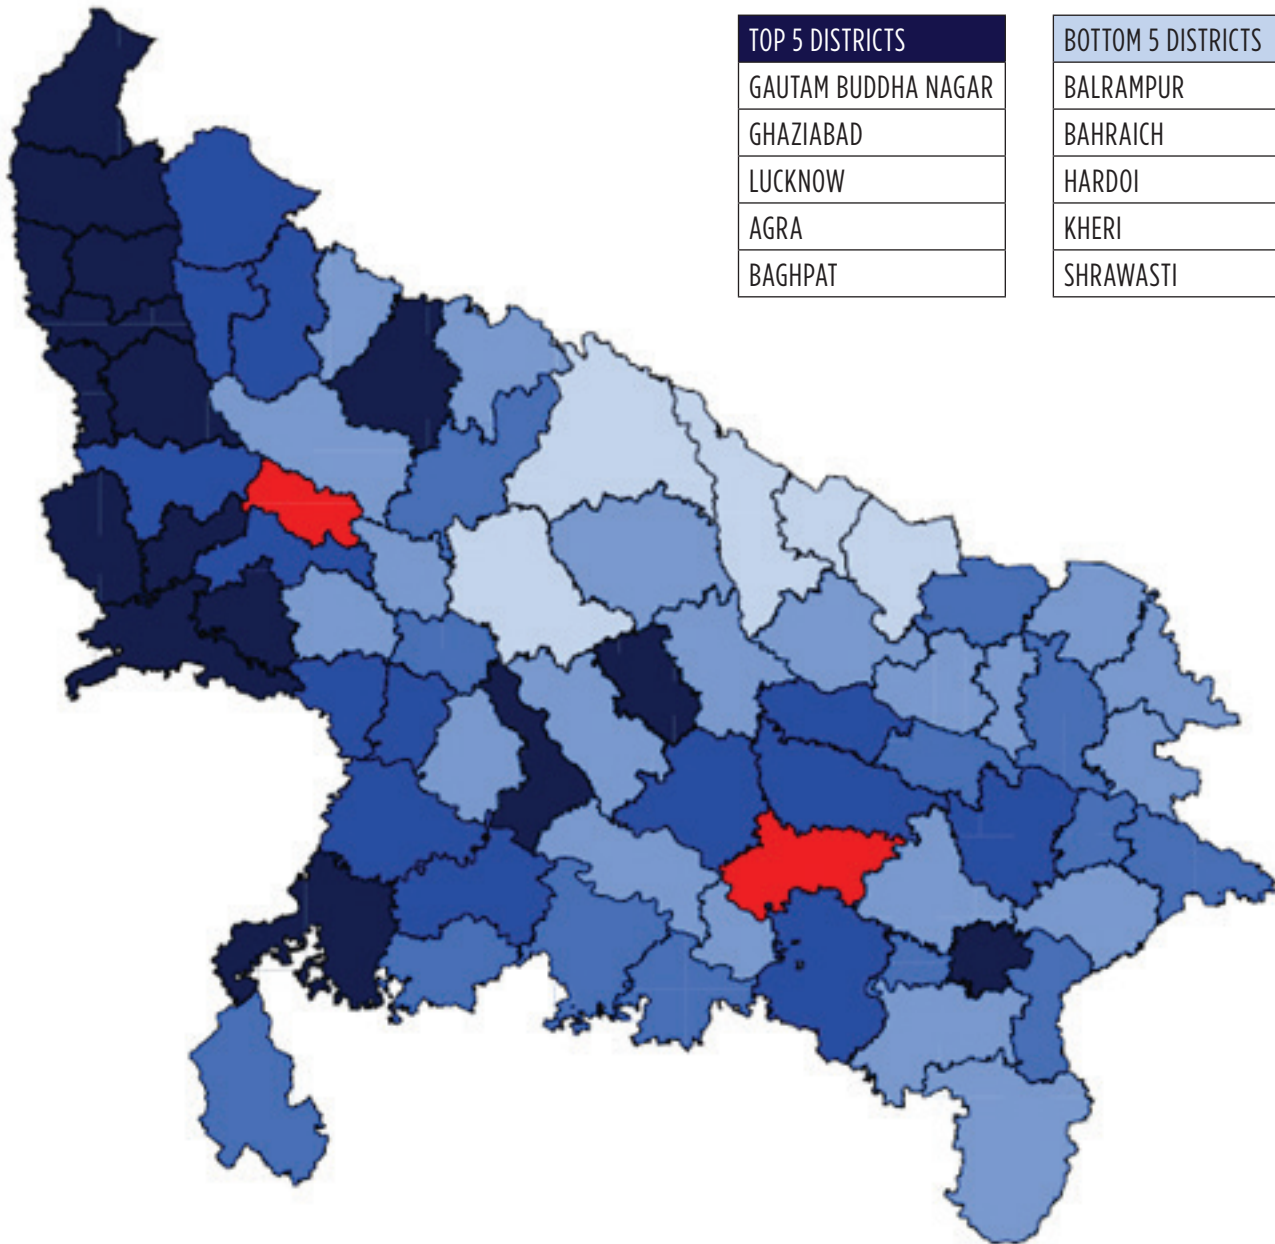 TOP 5 DISTRICTS
GAUTAM BUDDHA NAGAR
GHAZIABAD
LUCKNOW
AGRA
BAGHPAT
BOTTOM 5 DISTRICTS
BALRAMPUR
BAHRAICH
HARDOI
KHERI
SHRAWASTI